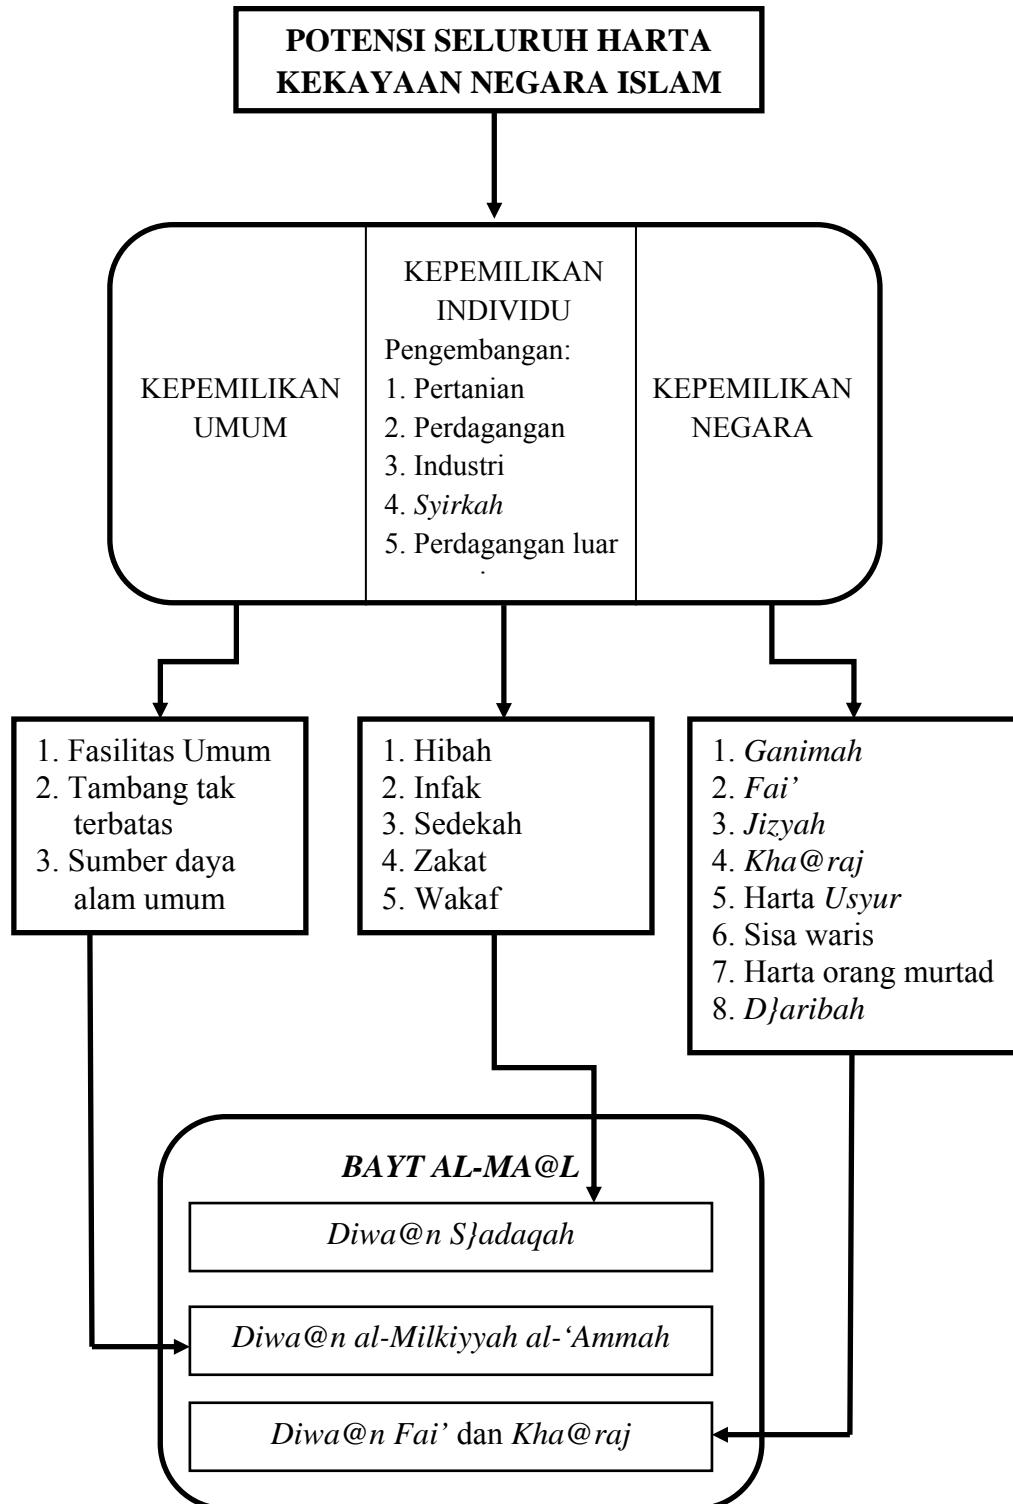 POTENSI SELURUH HARTA
KEKAYAAN NEGARA ISLAM
KEPEMILIKAN
UMUM
KEPEMILIKAN
INDIVIDU
Pengembangan:
1. Pertanian
2. Perdagangan
3. Industri
4. Syirkah
5. Perdagangan luar
KEPEMILIKAN
NEGARA
1. Fasilitas Umum
2. Tambang tak
terbatas
3. Sumber daya
alam umum
1. Hibah
2. Infak
3. Sedekah
4. Zakat
5. Wakaf
1. Ganimah
2. Fai’
3. Jizyah
4. Kha@raj
5. Harta Usyur
6. Sisa waris
7. Harta orang murtad
8. D}aribah
BAYT AL-MA@L
Diwa@n S}adaqah
Diwa@n al-Milkiyyah al-‘Ammah
Diwa@n Fai’ dan Kha@raj